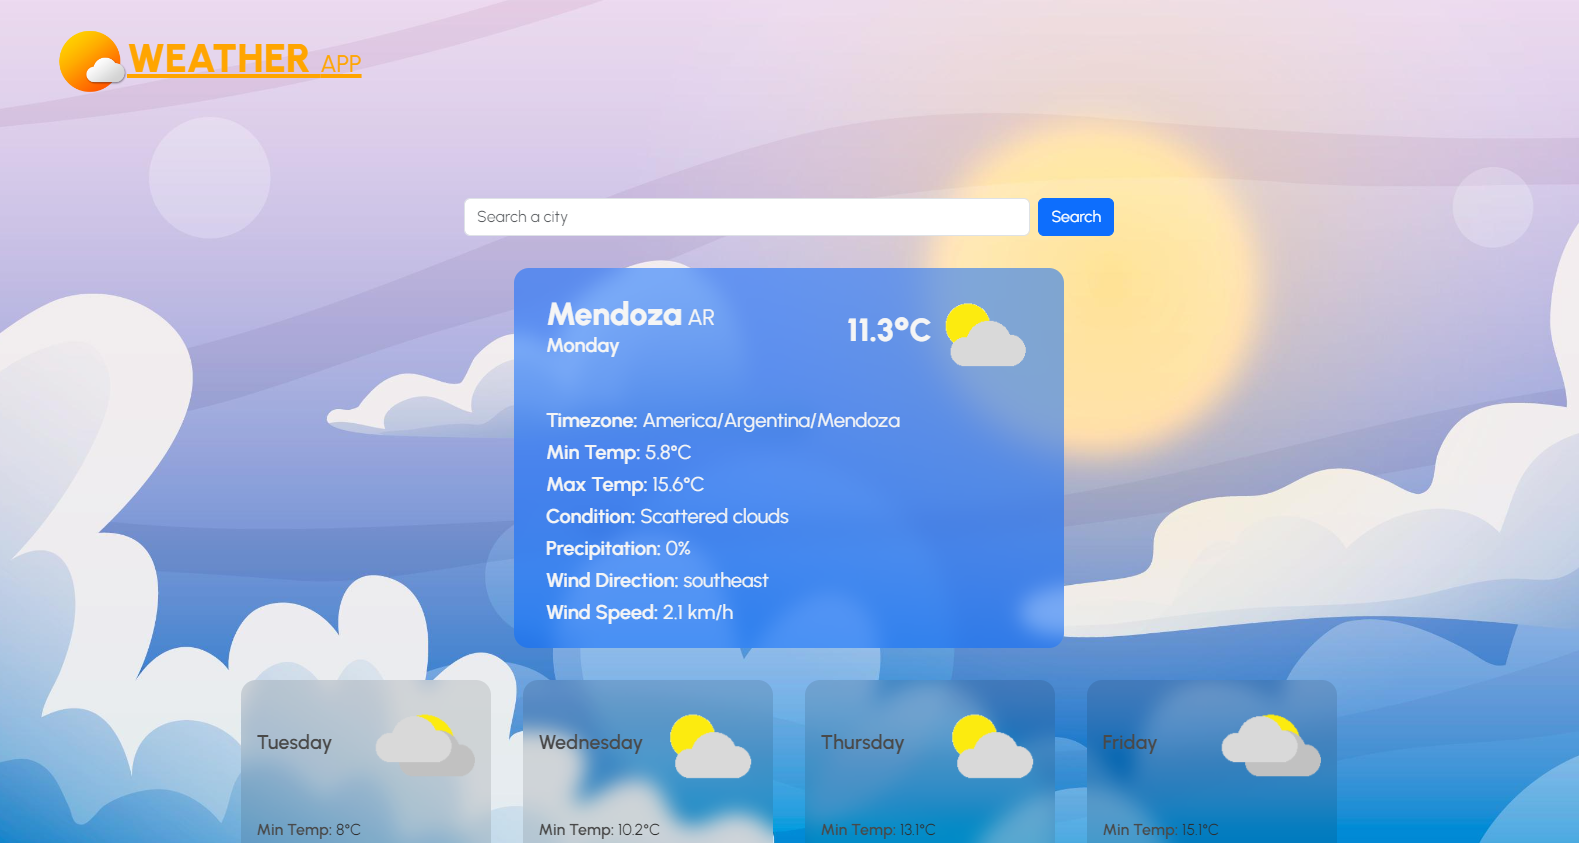 WEATHER APP
Search a city
Search
Mendoza AR
Monday
11.3°C
Timezone: America/Argentina/Mendoza
Min Temp: 5.8°C
Max Temp: 15.6°C
Condition: Scattered clouds
Precipitation: 0%
Wind Direction: southeast
Wind Speed: 2.1 km/h
Tuesday
Min Temp: 8°C
Wednesday
Min Temp: 10.2°C
Thursday
Min Temp: 13.1°C
Friday
Min Temp: 15.1°C